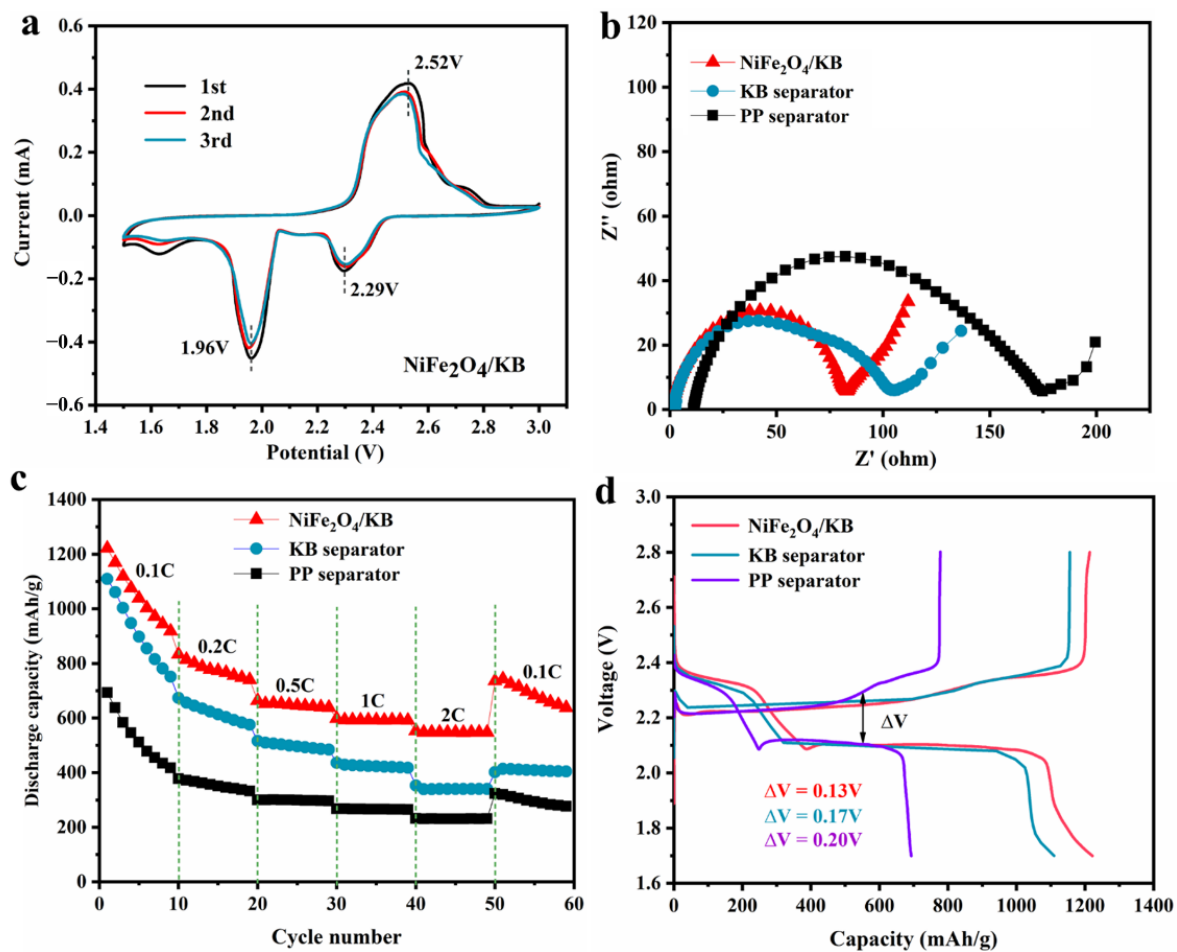 a
2.52V
1st
2nd
3rd
2.29V
1.96V
NiFe2O4/KB
0.6
0.4
0.2
0.0
−0.2
−0.4
−0.6
Current (mA)
1.4 1.6 1.8 2.0 2.2 2.4 2.6 2.8 3.0
Potential (V)
b
NiFe2O4/KB
KB separator
PP separator
120
100
80
60
40
20
0
Z'' (ohm)
0 50 100 150 200
Z' (ohm)
c
NiFe2O4/KB
KB separator
PP separator
0.1C
0.2C
0.5C
1C
2C
0.1C
1400
1200
1000
800
600
400
200
0
Discharge capacity (mAh/g)
0 10 20 30 40 50 60
Cycle number
d
NiFe2O4/KB
KB separator
PP separator
ΔV
ΔV = 0.13V
ΔV = 0.17V
ΔV = 0.20V
3.0
2.8
2.6
2.4
2.2
2.0
1.8
1.6
Voltage (V)
0 200 400 600 800 1000 1200 1400
Capacity (mAh/g)